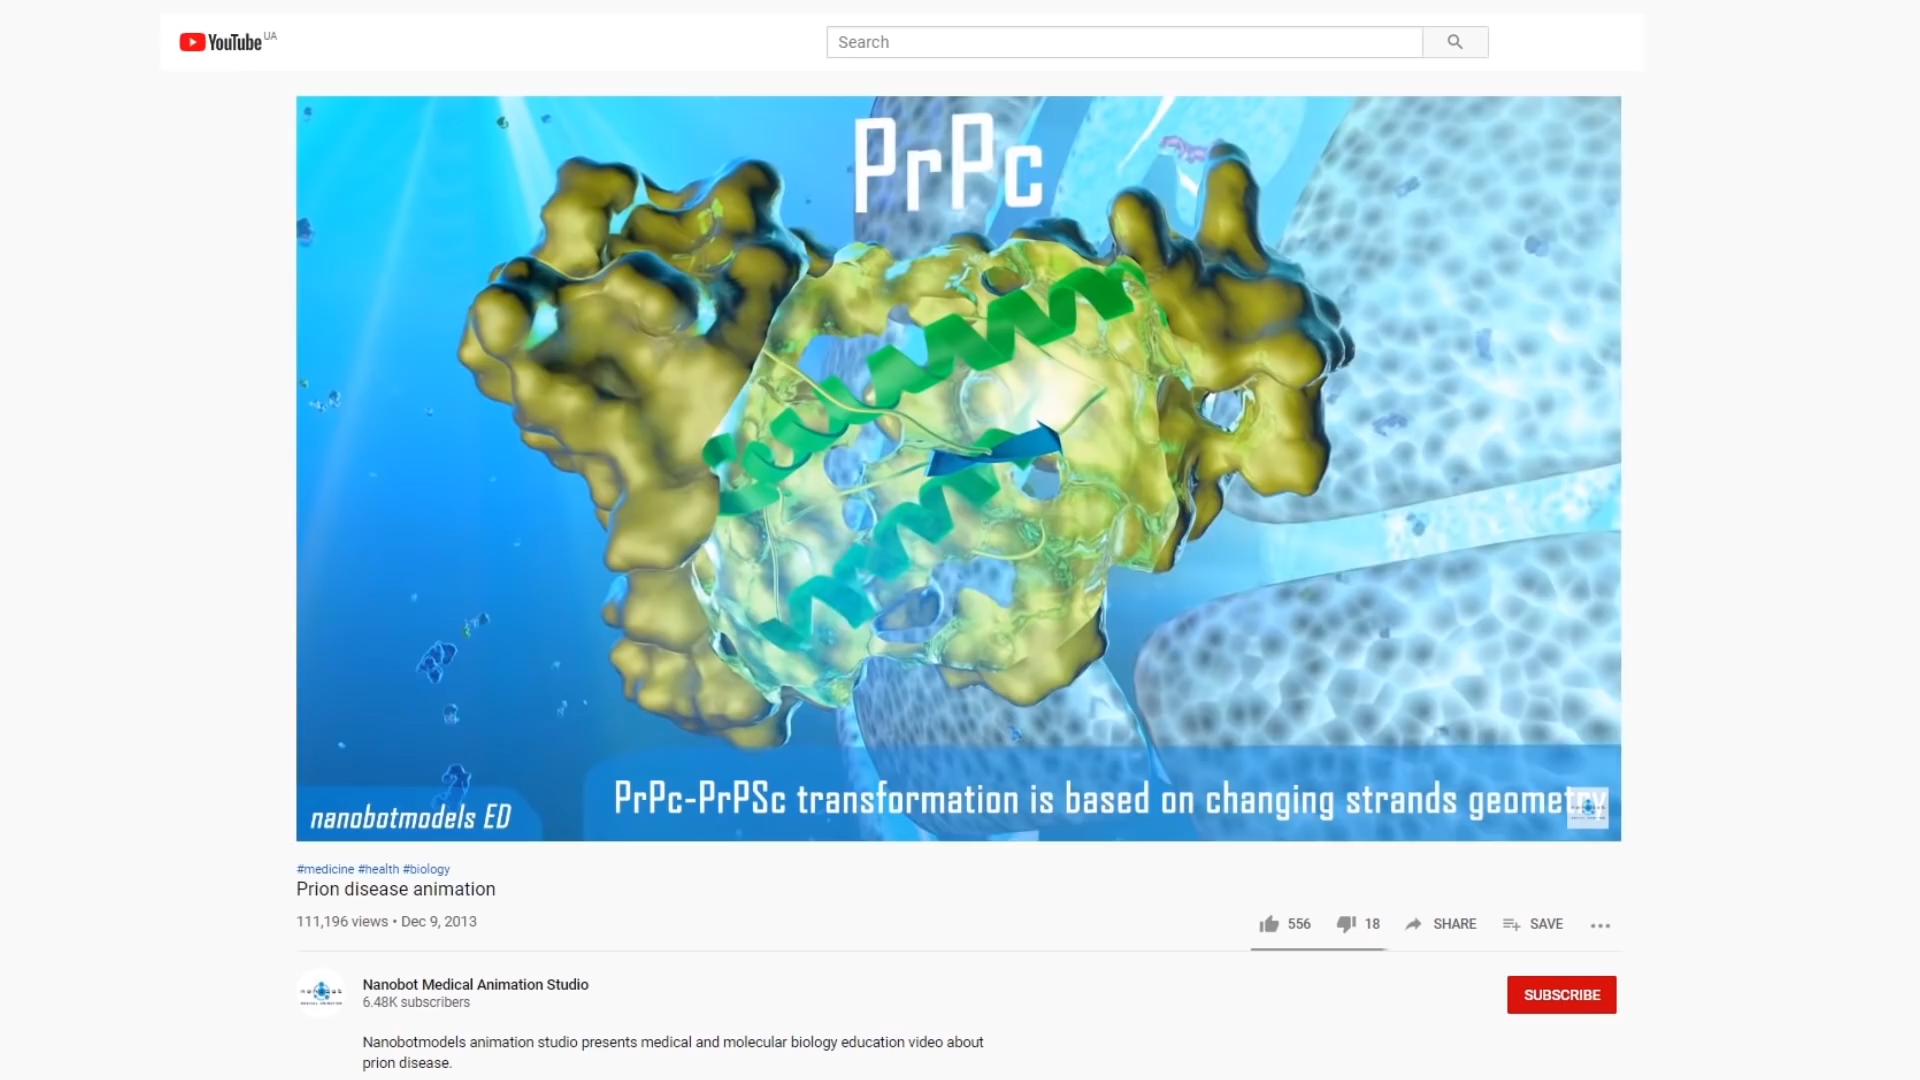 YouTube UA
Search
PrPc
PrPc-PrPSc transformation is based on changing strands geometry
nanobotmodels ED
#medicine #health #biology
Prion disease animation
111,196 views • Dec 9, 2013
556 18 SHARE SAVE
Nanobot Medical Animation Studio
6.48K subscribers
SUBSCRIBE
Nanobotmodels animation studio presents medical and molecular biology education video about
prion disease.